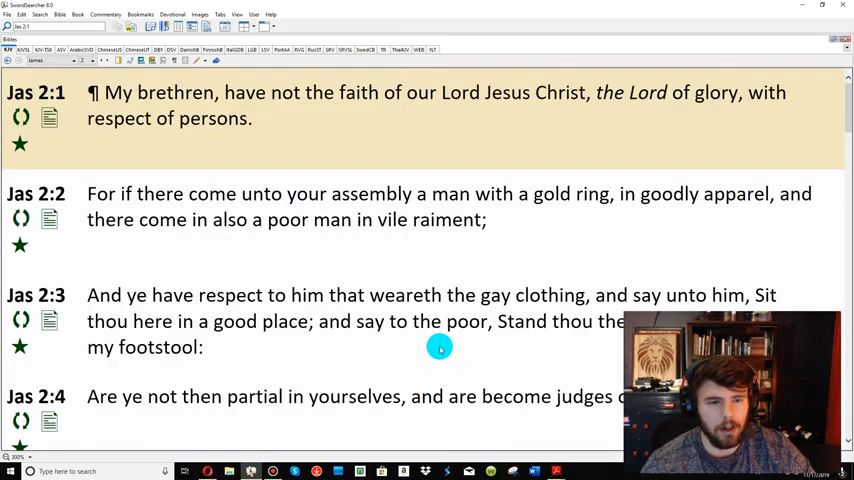 SwordSearcher 8.0
File Edit Search Bible Book Commentary Bookmarks Devotional Images Tabs View User Help
Jas 2:1
Bibles
KJV KJVSL KJV-TSK ASV ArabicSVD ChineseUS ChineseUT DBY DSV DanishB FinnishB ItalGDB LGB LSV PortAA RVG RusST SRV SRVSL SwedCB TR ThaiKJV WEB YLT
James 2
Jas 2:1 ¶ My brethren, have not the faith of our Lord Jesus Christ, the Lord of glory, with
respect of persons.
Jas 2:2 For if there come unto your assembly a man with a gold ring, in goodly apparel, and
there come in also a poor man in vile raiment;
Jas 2:3 And ye have respect to him that weareth the gay clothing, and say unto him, Sit
thou here in a good place; and say to the poor, Stand thou the
my footstool:
Jas 2:4 Are ye not then partial in yourselves, and are become judges
300%
Type here to search
11/17/2019